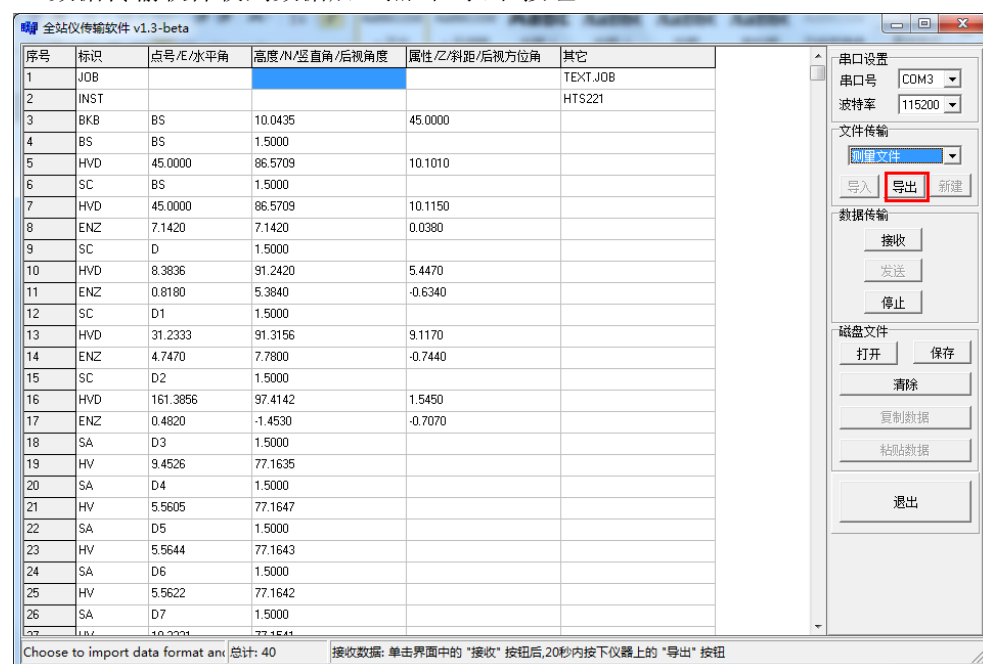 全站仪传输软件 v1.3-beta
序号 标识 点号/E/水平角 高度/N/竖直角/后视角度 属性/Z/斜距/后视方位角 其它
1 JOB TEXT.JOB
2 INST HTS221
3 BKB BS 10.0435 45.0000
4 BS BS 1.5000
5 HVD 45.0000 86.5709 10.1010
6 SC BS 1.5000
7 HVD 45.0000 86.5709 10.1150
8 ENZ 7.1420 7.1420 0.0380
9 SC D 1.5000
10 HVD 8.3836 91.2420 5.4470
11 ENZ 0.8180 5.3840 -0.6340
12 SC D1 1.5000
13 HVD 31.2333 91.3156 9.1170
14 ENZ 4.7470 7.7800 -0.7440
15 SC D2 1.5000
16 HVD 161.3856 97.4142 1.5450
17 ENZ 0.4820 -1.4530 -0.7070
18 SA D3 1.5000
19 HV 9.4526 77.1635
20 SA D4 1.5000
21 HV 5.5605 77.1647
22 SA D5 1.5000
23 HV 5.5644 77.1643
24 SA D6 1.5000
25 HV 5.5622 77.1642
26 SA D7 1.5000
串口设置
串口号 COM3
波特率 115200
文件传输
测量文件
导入 导出 新建
数据传输
接收
发送
停止
磁盘文件
打开 保存
清除
复制数据
粘贴数据
退出
Choose to import data format and 总计: 40 接收数据: 单击界面中的 "接收" 按钮后,20秒内按下仪器上的 "导出" 按钮